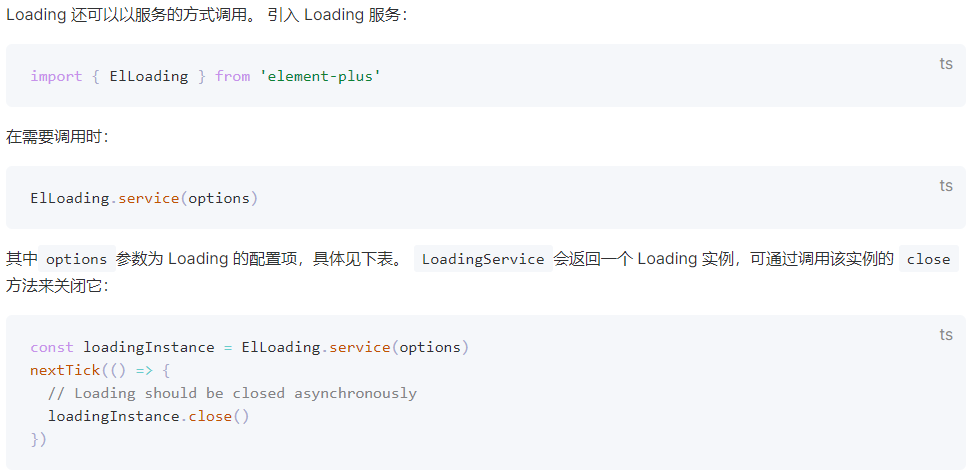 Loading 还可以以服务的方式调用。 引入 Loading 服务：
ts
import { ElLoading } from 'element-plus'
在需要调用时：
ts
ElLoading.service(options)
其中 options 参数为 Loading 的配置项，具体见下表。 LoadingService 会返回一个 Loading 实例，可通过调用该实例的 close
方法来关闭它：
ts
const loadingInstance = ElLoading.service(options)
nextTick(() => {
  // Loading should be closed asynchronously
  loadingInstance.close()
})